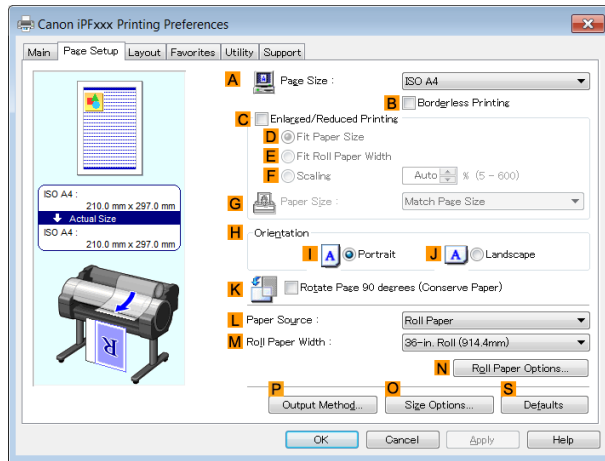 Canon iPFxxx Printing Preferences
Main Page Setup Layout Favorites Utility Support
A Page Size : ISO A4
B Borderless Printing
C Enlarged/Reduced Printing
D Fit Paper Size
E Fit Roll Paper Width
F Scaling Auto % (5 - 600)
G Paper Size : Match Page Size
ISO A4 :
210.0 mm x 297.0 mm
Actual Size
ISO A4 :
210.0 mm x 297.0 mm
H Orientation
I A Portrait J A Landscape
K Rotate Page 90 degrees (Conserve Paper)
L Paper Source : Roll Paper
M Roll Paper Width : 36-in. Roll (914.4mm)
N Roll Paper Options...
P O S
Output Method... Size Options... Defaults
R
OK Cancel Apply Help